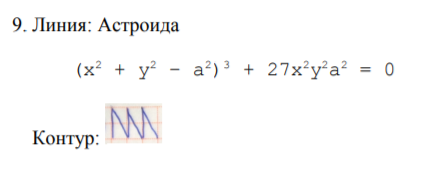 9. Линия: Астроида
(x² + y² - a²)³ + 27x²y²a² = 0
Контур: